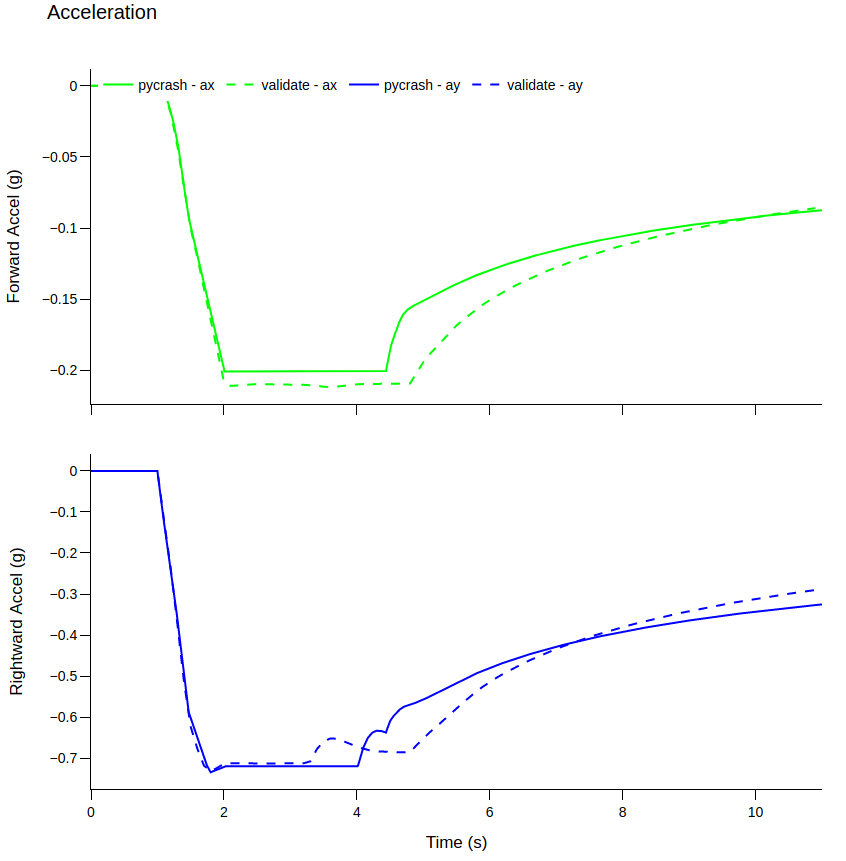 Acceleration
pycrash - ax validate - ax pycrash - ay validate - ay
0
−0.05
−0.1
−0.15
−0.2
Forward Accel (g)
0
−0.1
−0.2
−0.3
−0.4
−0.5
−0.6
−0.7
Rightward Accel (g)
0 2 4 6 8 10
Time (s)